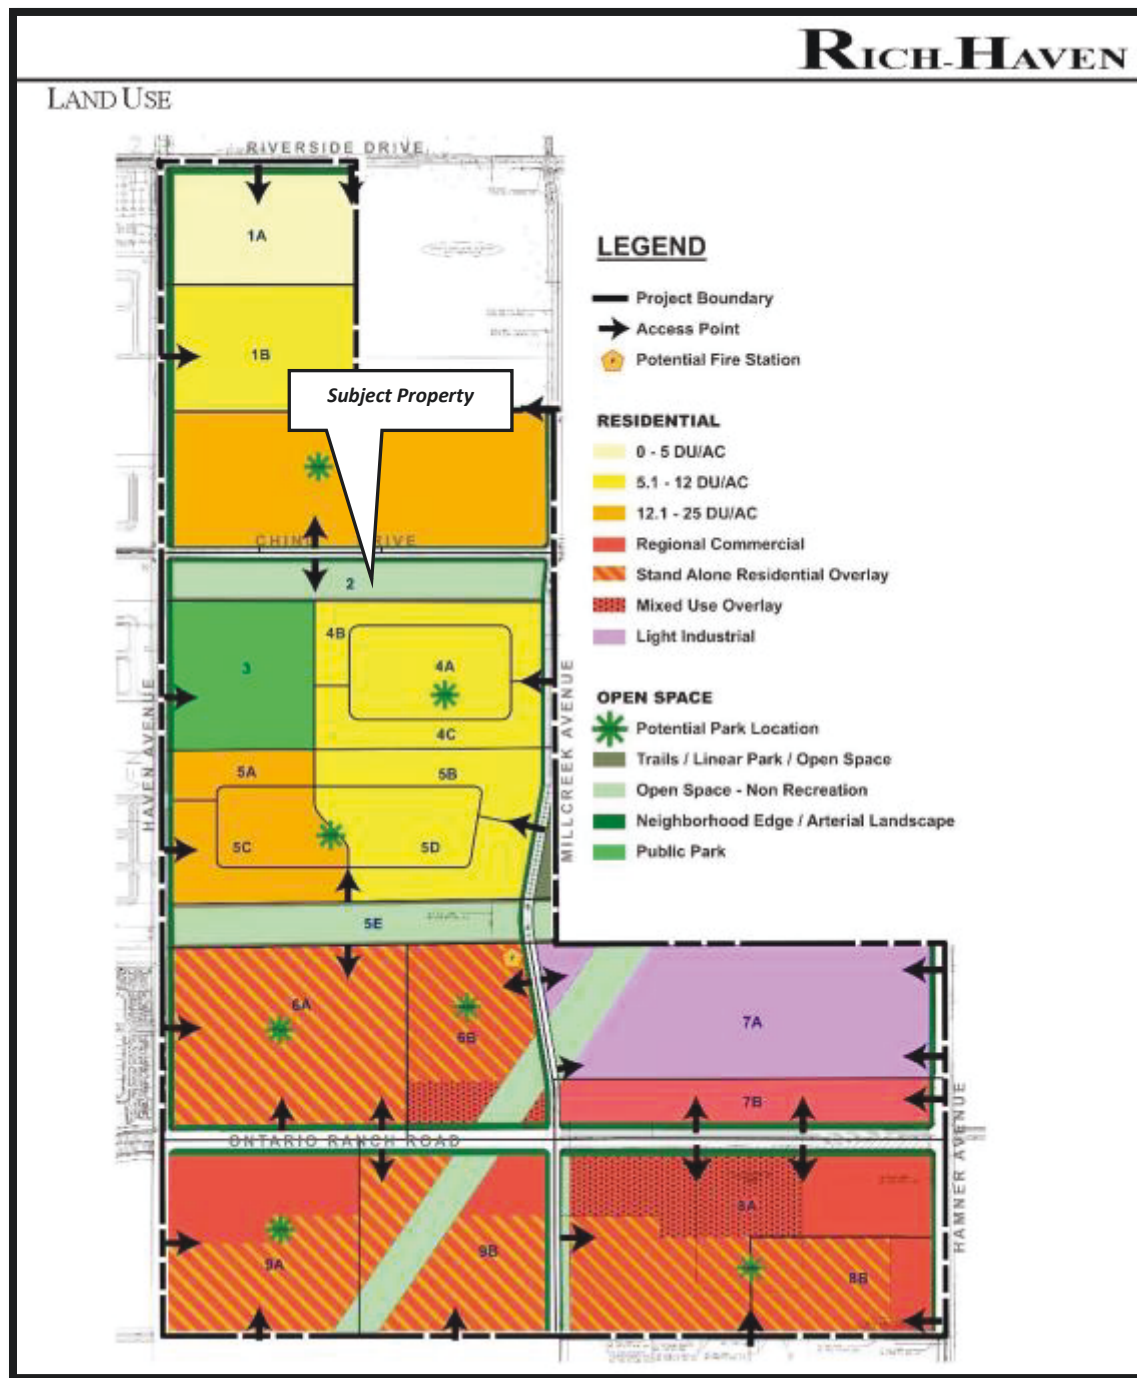 RICH-HAVEN
LAND USE
RIVERSIDE DRIVE
1A
LEGEND
Project Boundary
Access Point
1B
Potential Fire Station
Subject Property
RESIDENTIAL
0 - 5 DU/AC
5.1 - 12 DU/AC
12.1 - 25 DU/AC
Regional Commercial
Stand Alone Residential Overlay
Mixed Use Overlay
Light Industrial
2
4B
3
4A
4C
HAVEN AVENUE
MILLCREEK AVENUE
OPEN SPACE
Potential Park Location
Trails / Linear Park / Open Space
Open Space - Non Recreation
Neighborhood Edge / Arterial Landscape
Public Park
5A
5B
5C
5D
5E
6A
6B
7A
7B
ONTARIO RANCH ROAD
HAMNER AVENUE
8A
9A
9B
8B